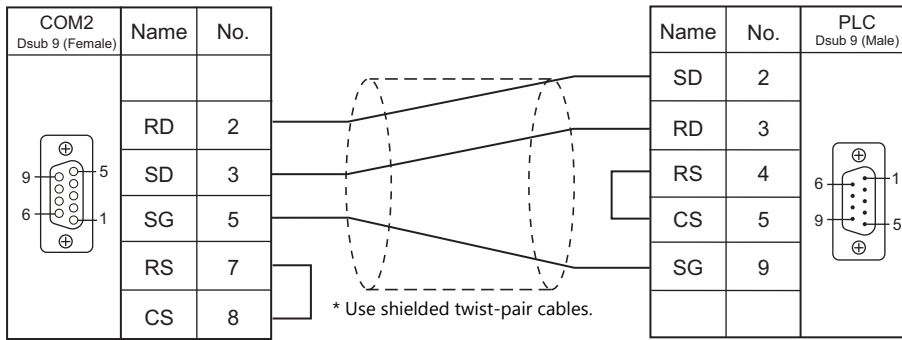 COM2
Dsub 9 (Female)
Name No.
RD 2
SD 3
SG 5
RS 7
CS 8
9 5
6 1
* Use shielded twist-pair cables.
Name No.
PLC
Dsub 9 (Male)
SD 2
RD 3
RS 4
CS 5
SG 9
6 1
9 5